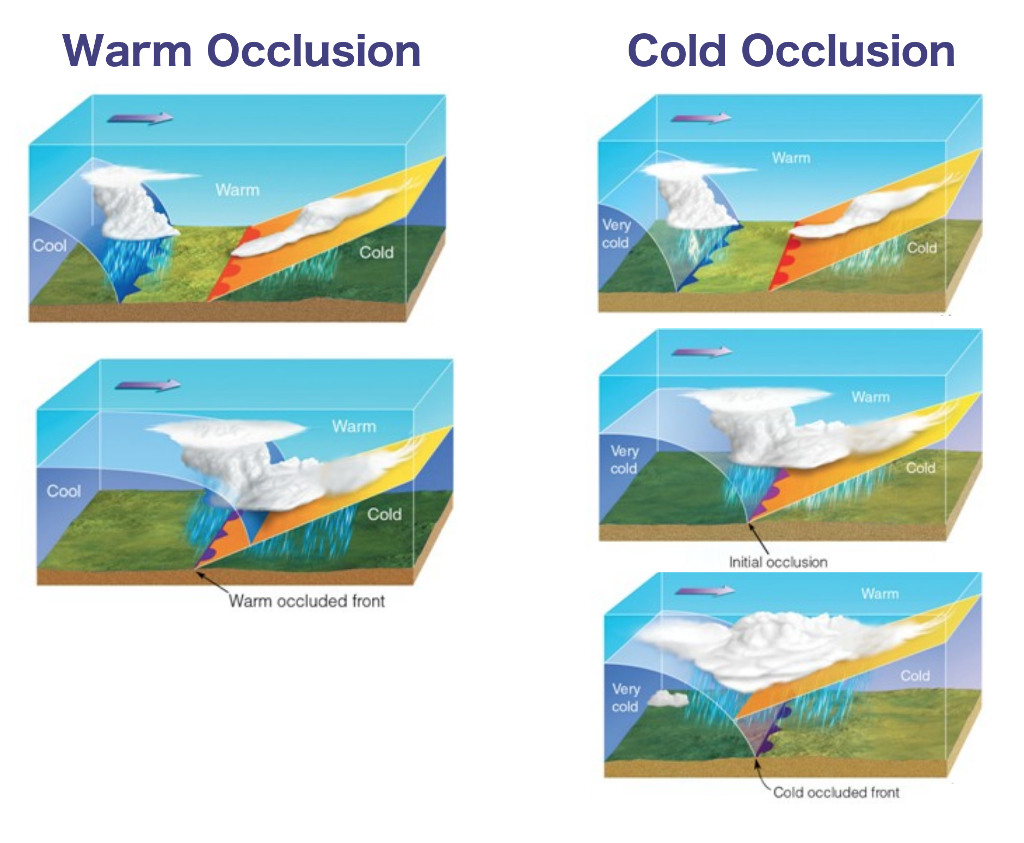 Warm Occlusion
Warm
Cool
Cold
Warm
Cool
Cold
Warm occluded front
Cold Occlusion
Warm
Very
cold
Cold
Warm
Very
cold
Cold
Initial occlusion
Warm
Very
cold
Cold
Cold occluded front